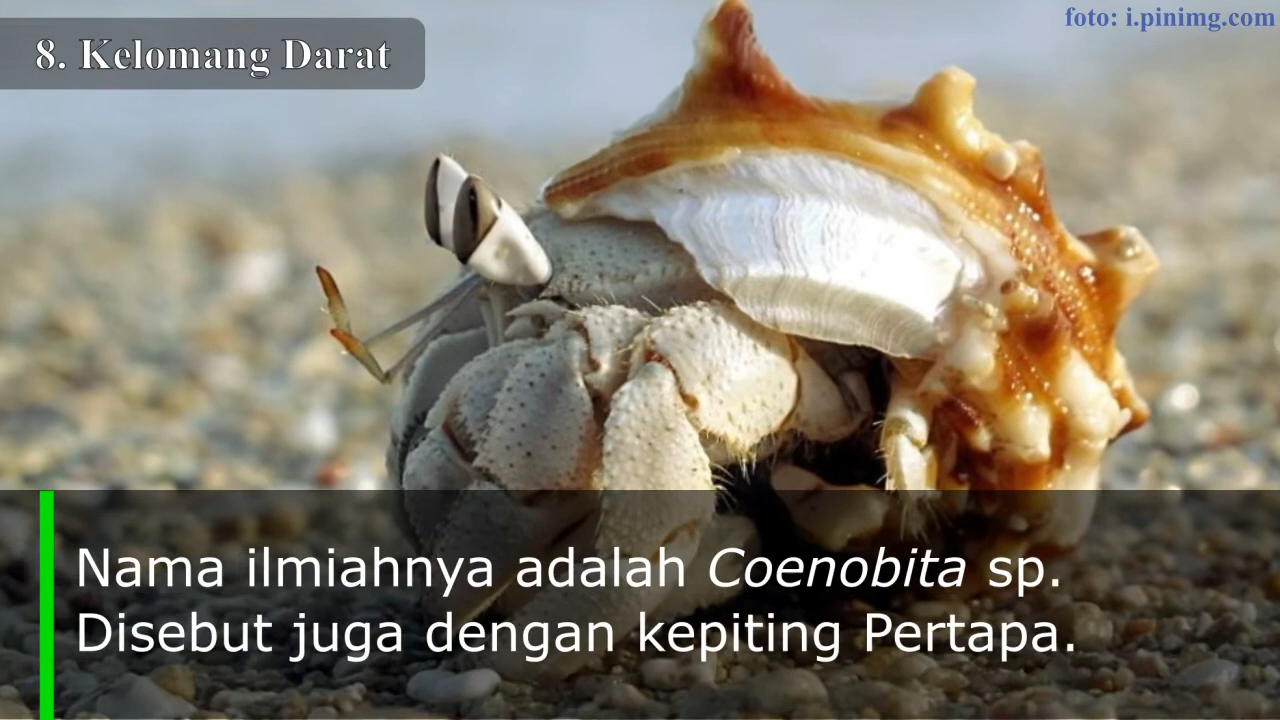 foto: i.pinimg.com
8. Kelomang Darat
Nama ilmiahnya adalah Coenobita sp.
Disebut juga dengan kepiting Pertapa.